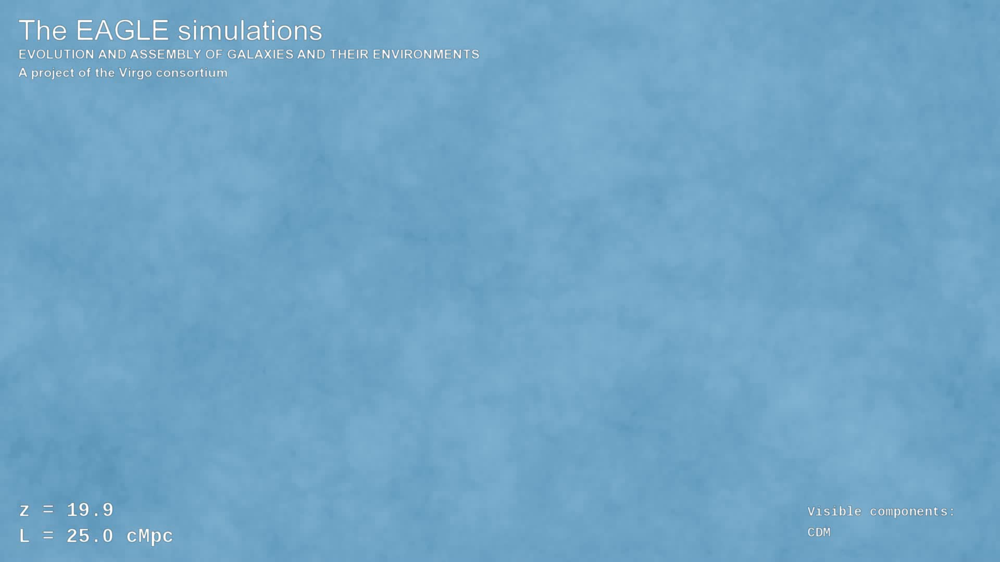 The EAGLE simulations
EVOLUTION AND ASSEMBLY OF GALAXIES AND THEIR ENVIRONMENTS
A project of the Virgo consortium
z = 19.9
L = 25.0 cMpc
Visible components:
CDM